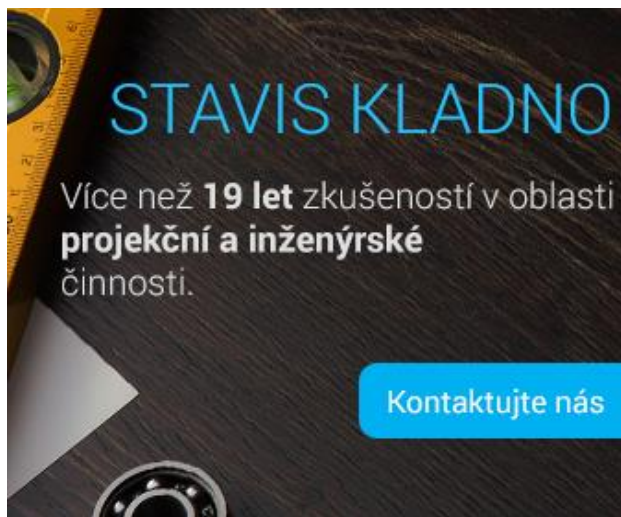 STAVIS KLADNO
Více než 19 let zkušeností v oblasti
projekční a inženýrské
činnosti.
Kontaktujte nás